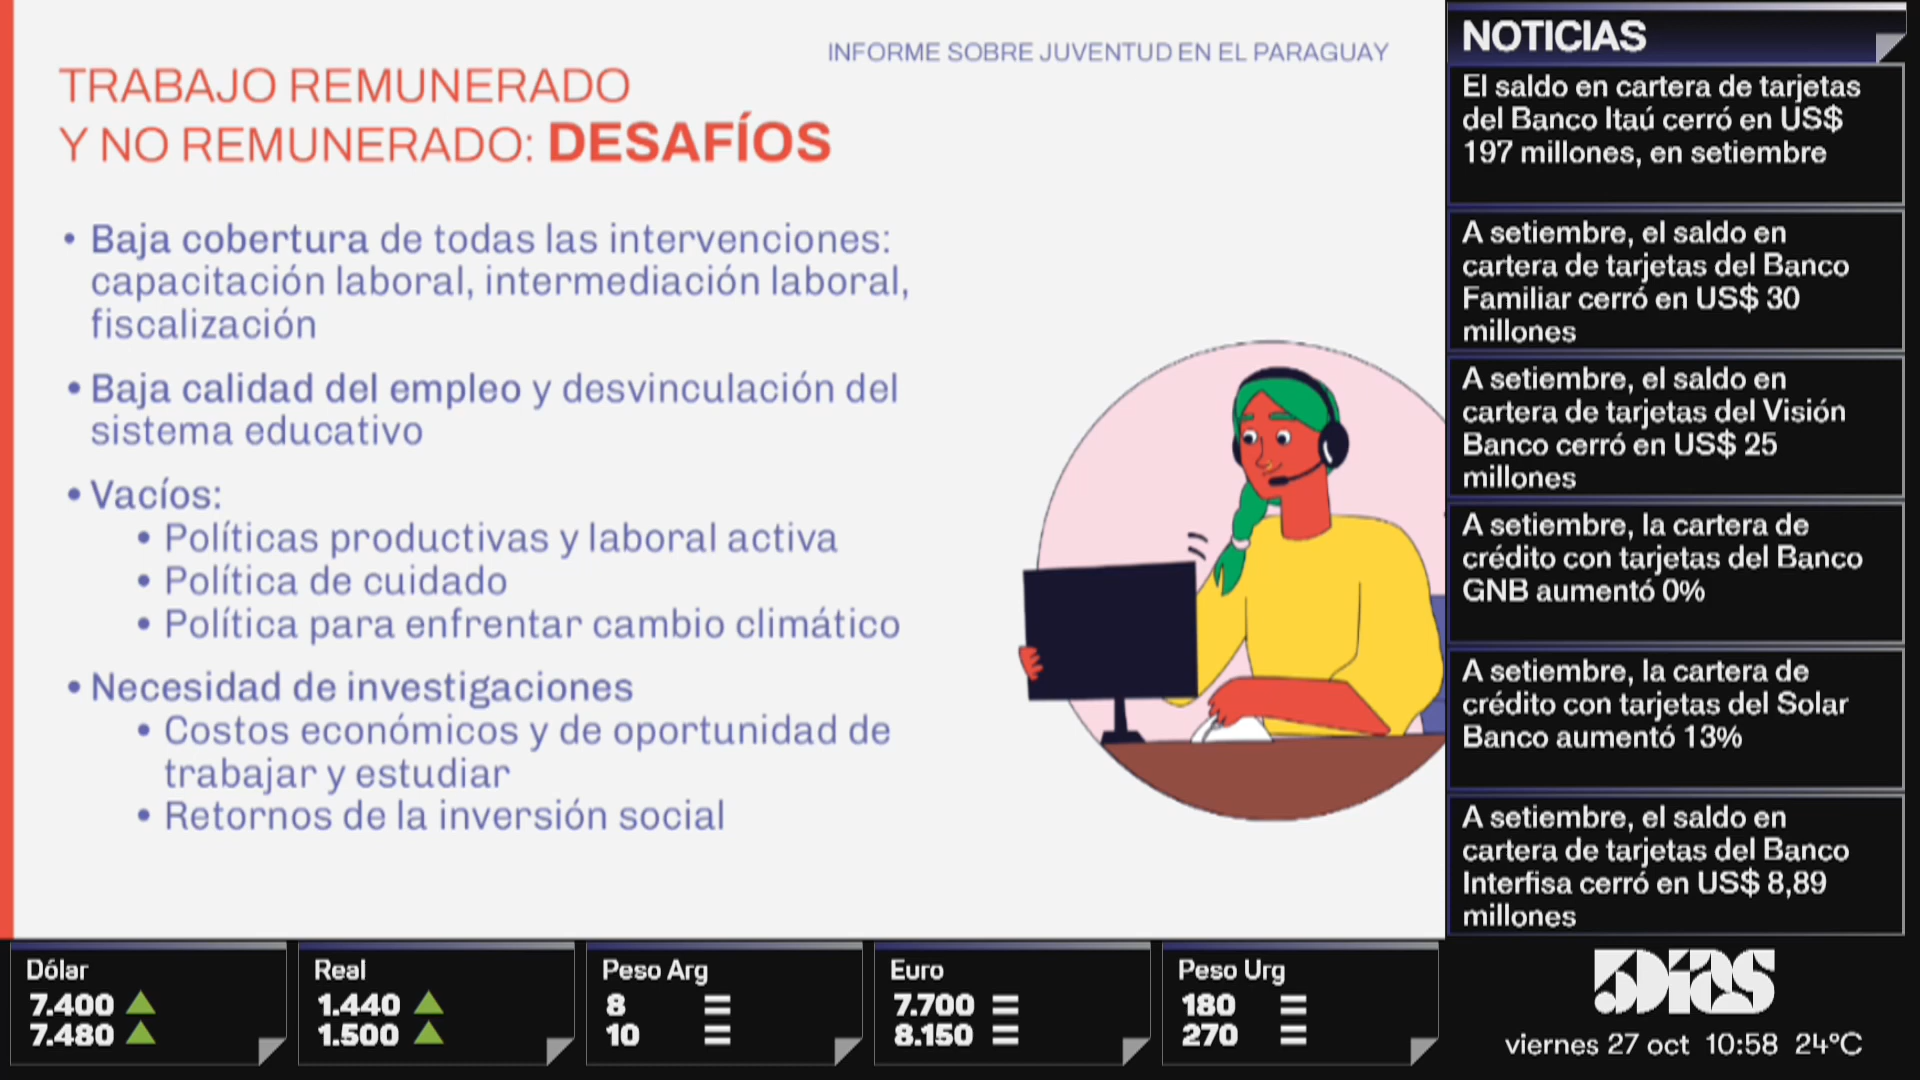 INFORME SOBRE JUVENTUD EN EL PARAGUAY
TRABAJO REMUNERADO
Y NO REMUNERADO: DESAFÍOS
• Baja cobertura de todas las intervenciones:
capacitación laboral, intermediación laboral,
fiscalización
• Baja calidad del empleo y desvinculación del
sistema educativo
• Vacíos:
• Políticas productivas y laboral activa
• Política de cuidado
• Política para enfrentar cambio climático
• Necesidad de investigaciones
• Costos económicos y de oportunidad de
trabajar y estudiar
• Retornos de la inversión social
NOTICIAS
El saldo en cartera de tarjetas
del Banco Itaú cerró en US$
197 millones, en setiembre
A setiembre, el saldo en
cartera de tarjetas del Banco
Familiar cerró en US$ 30
millones
A setiembre, el saldo en
cartera de tarjetas del Visión
Banco cerró en US$ 25
millones
A setiembre, la cartera de
crédito con tarjetas del Banco
GNB aumentó 0%
A setiembre, la cartera de
crédito con tarjetas del Solar
Banco aumentó 13%
A setiembre, el saldo en
cartera de tarjetas del Banco
Interfisa cerró en US$ 8,89
millones
Dólar
7.400
7.480
Real
1.440
1.500
Peso Arg
8
10
Euro
7.700
8.150
Peso Urg
180
270
5Días
viernes 27 oct 10:58 24°C